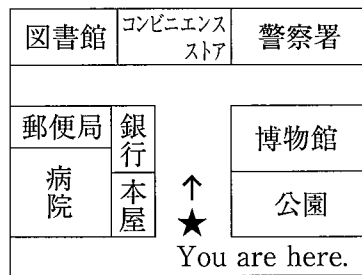 図書館
コンビニエンス
ストア
警察署
郵便局
銀行
博物館
病院
本屋
↑
公園
★
You are here.